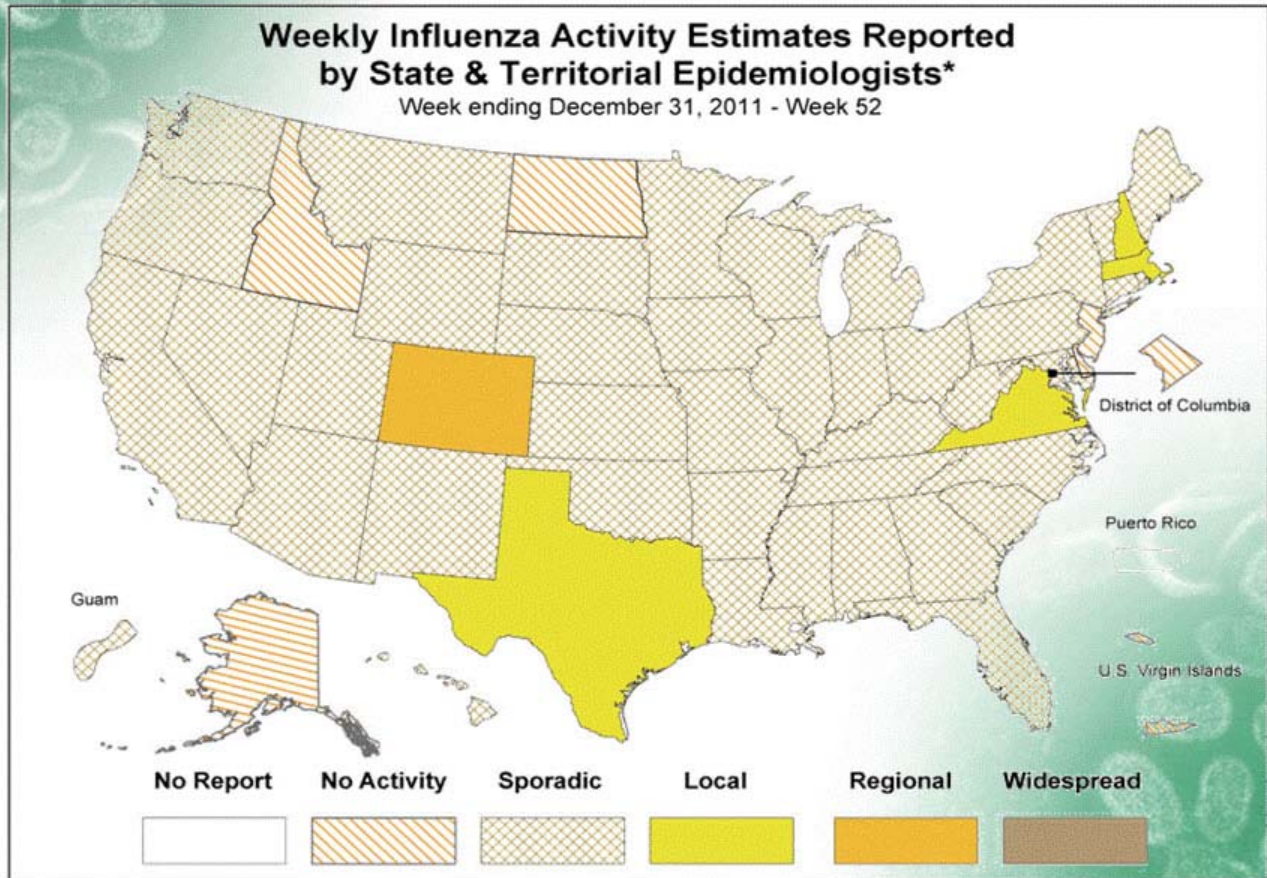 Weekly Influenza Activity Estimates Reported
by State & Territorial Epidemiologists*
Week ending December 31, 2011 - Week 52
District of Columbia
Puerto Rico
Guam
U.S. Virgin Islands
No Report No Activity Sporadic Local Regional Widespread